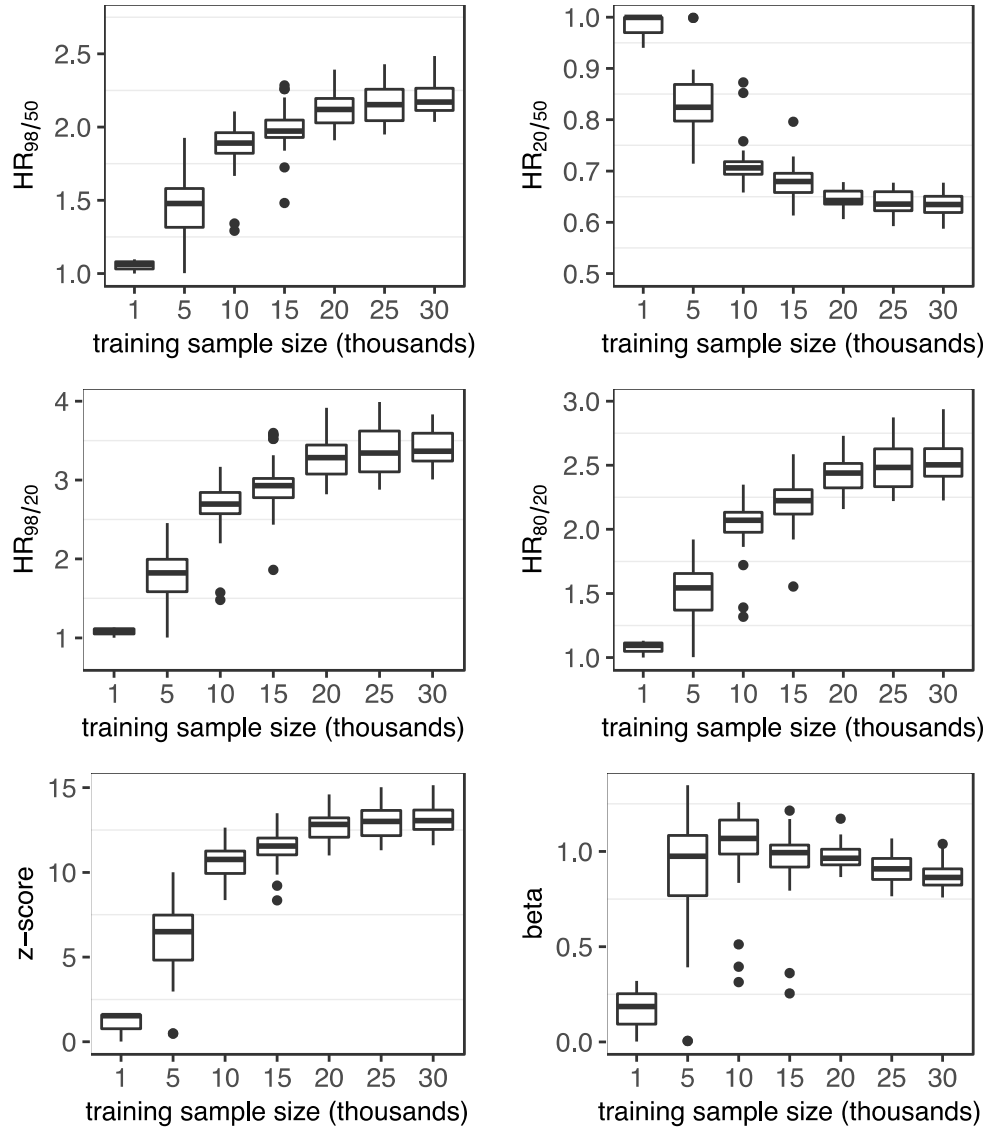 HR98/50
2.5
2.0
1.5
1.0
1 5 10 15 20 25 30
training sample size (thousands)
HR20/50
1.0
0.9
0.8
0.7
0.6
0.5
1 5 10 15 20 25 30
training sample size (thousands)
HR98/20
4
3
2
1
1 5 10 15 20 25 30
training sample size (thousands)
HR80/20
3.0
2.5
2.0
1.5
1.0
1 5 10 15 20 25 30
training sample size (thousands)
z−score
15
10
5
0
1 5 10 15 20 25 30
training sample size (thousands)
beta
1.0
0.5
0.0
1 5 10 15 20 25 30
training sample size (thousands)